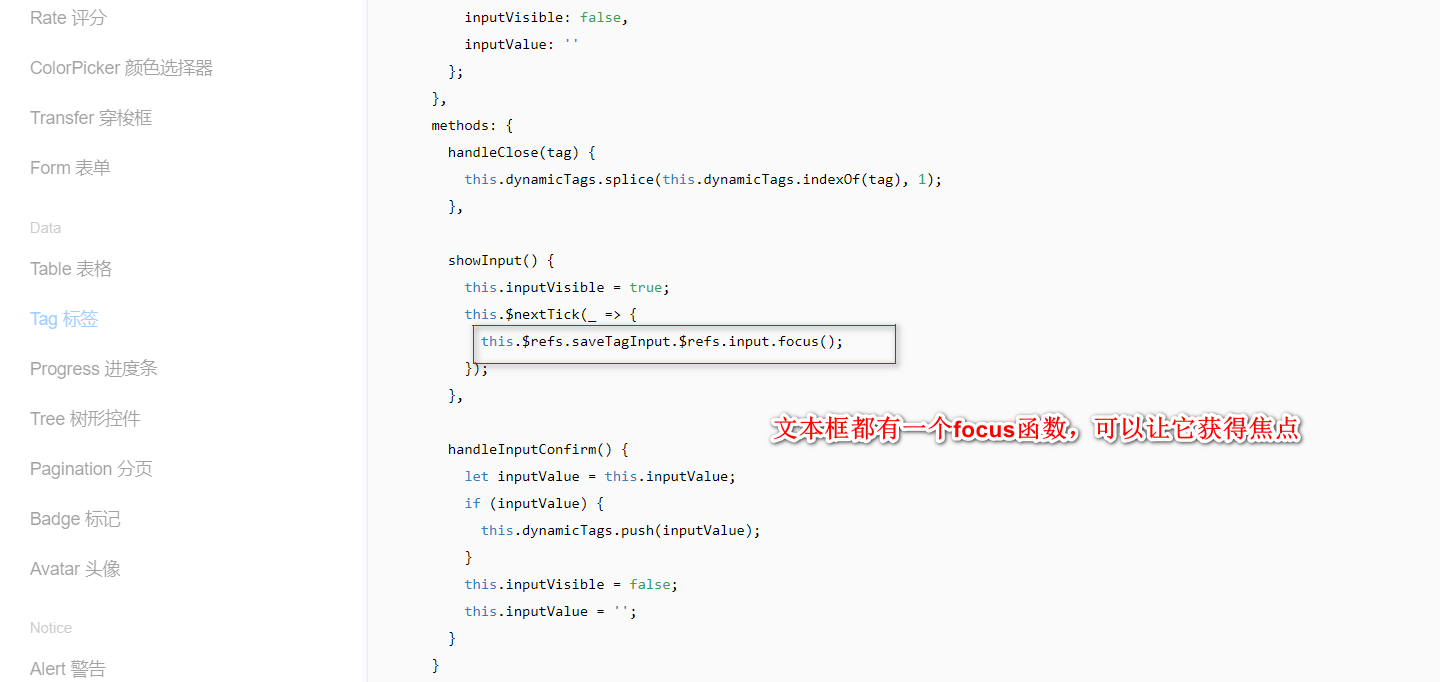 Rate 评分
ColorPicker 颜色选择器
Transfer 穿梭框
Form 表单
Data
Table 表格
Tag 标签
Progress 进度条
Tree 树形控件
Pagination 分页
Badge 标记
Avatar 头像
Notice
Alert 警告
inputVisible: false,
inputValue: ''
};
},
methods: {
handleClose(tag) {
this.dynamicTags.splice(this.dynamicTags.indexOf(tag), 1);
},
showInput() {
this.inputVisible = true;
this.$nextTick(_ => {
this.$refs.saveTagInput.$refs.input.focus();
});
},
文本框都有一个focus函数，可以让它获得焦点
handleInputConfirm() {
let inputValue = this.inputValue;
if (inputValue) {
this.dynamicTags.push(inputValue);
}
this.inputVisible = false;
this.inputValue = '';
}
}